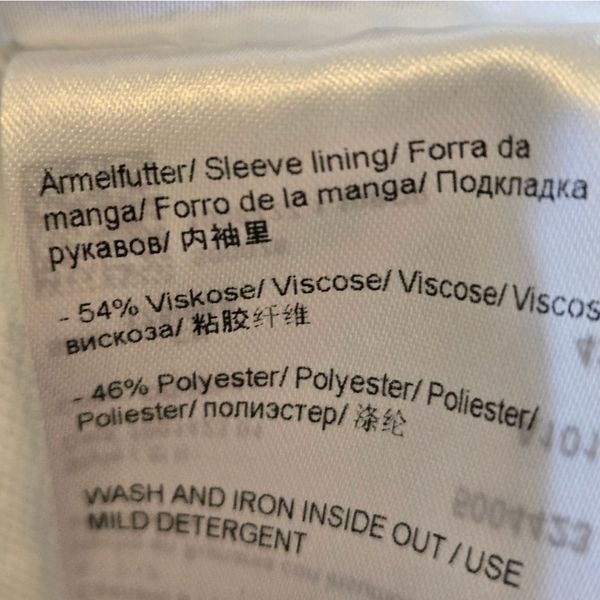 Ärmelfutter/ Sleeve lining/ Forra da
manga/ Forro de la manga/ Подкладка
рукавов/ 内袖里
- 54% Viskose/ Viscose/ Viscose/ Viscos
вискоза/ 粘胶纤维
- 46% Polyester/ Polyester/ Poliester/
Poliester/ полиэстер/ 涤纶
WASH AND IRON INSIDE OUT / USE
MILD DETERGENT